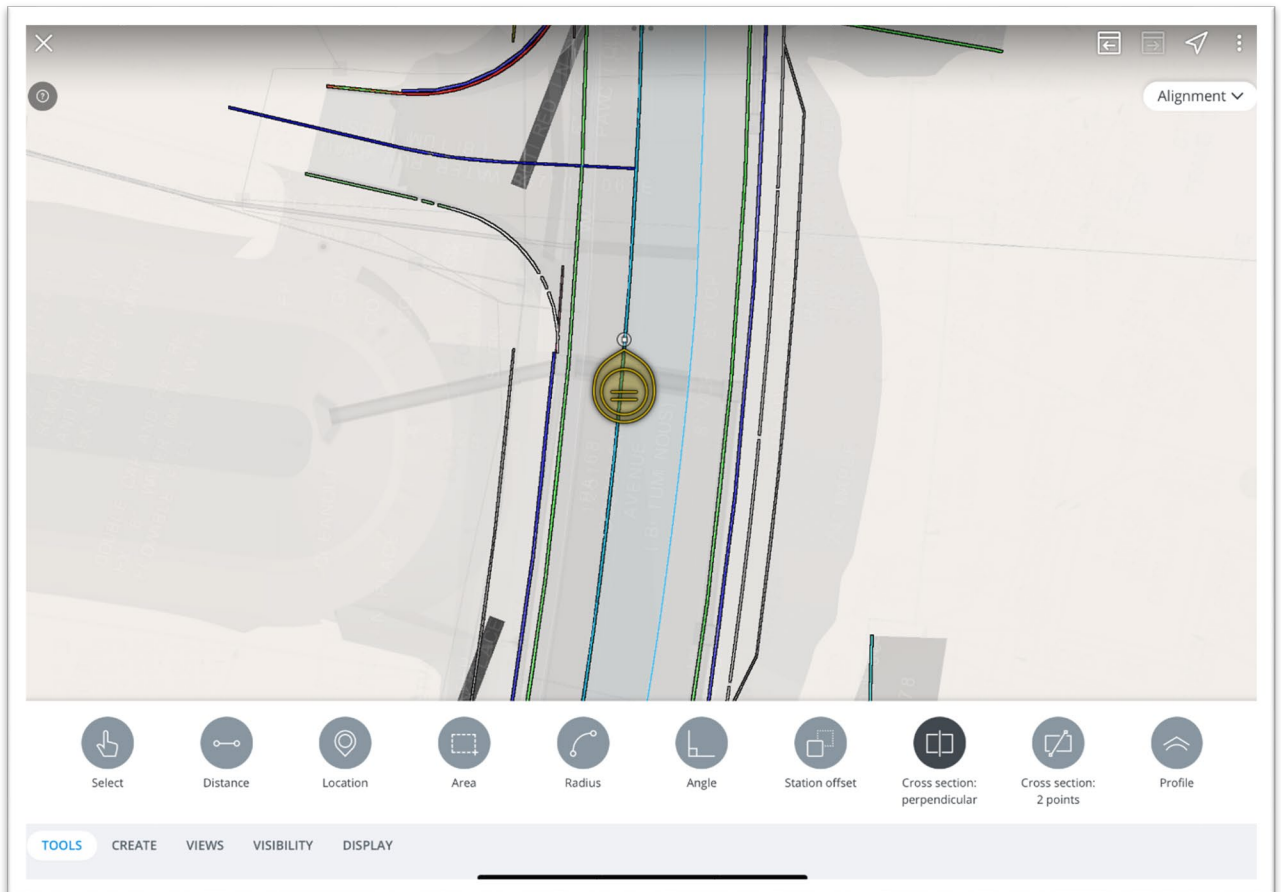 Alignment
Select
Distance
Location
Area
Radius
Angle
Station offset
Cross section:
perpendicular
Cross section:
2 points
Profile
TOOLS
CREATE
VIEWS
VISIBILITY
DISPLAY